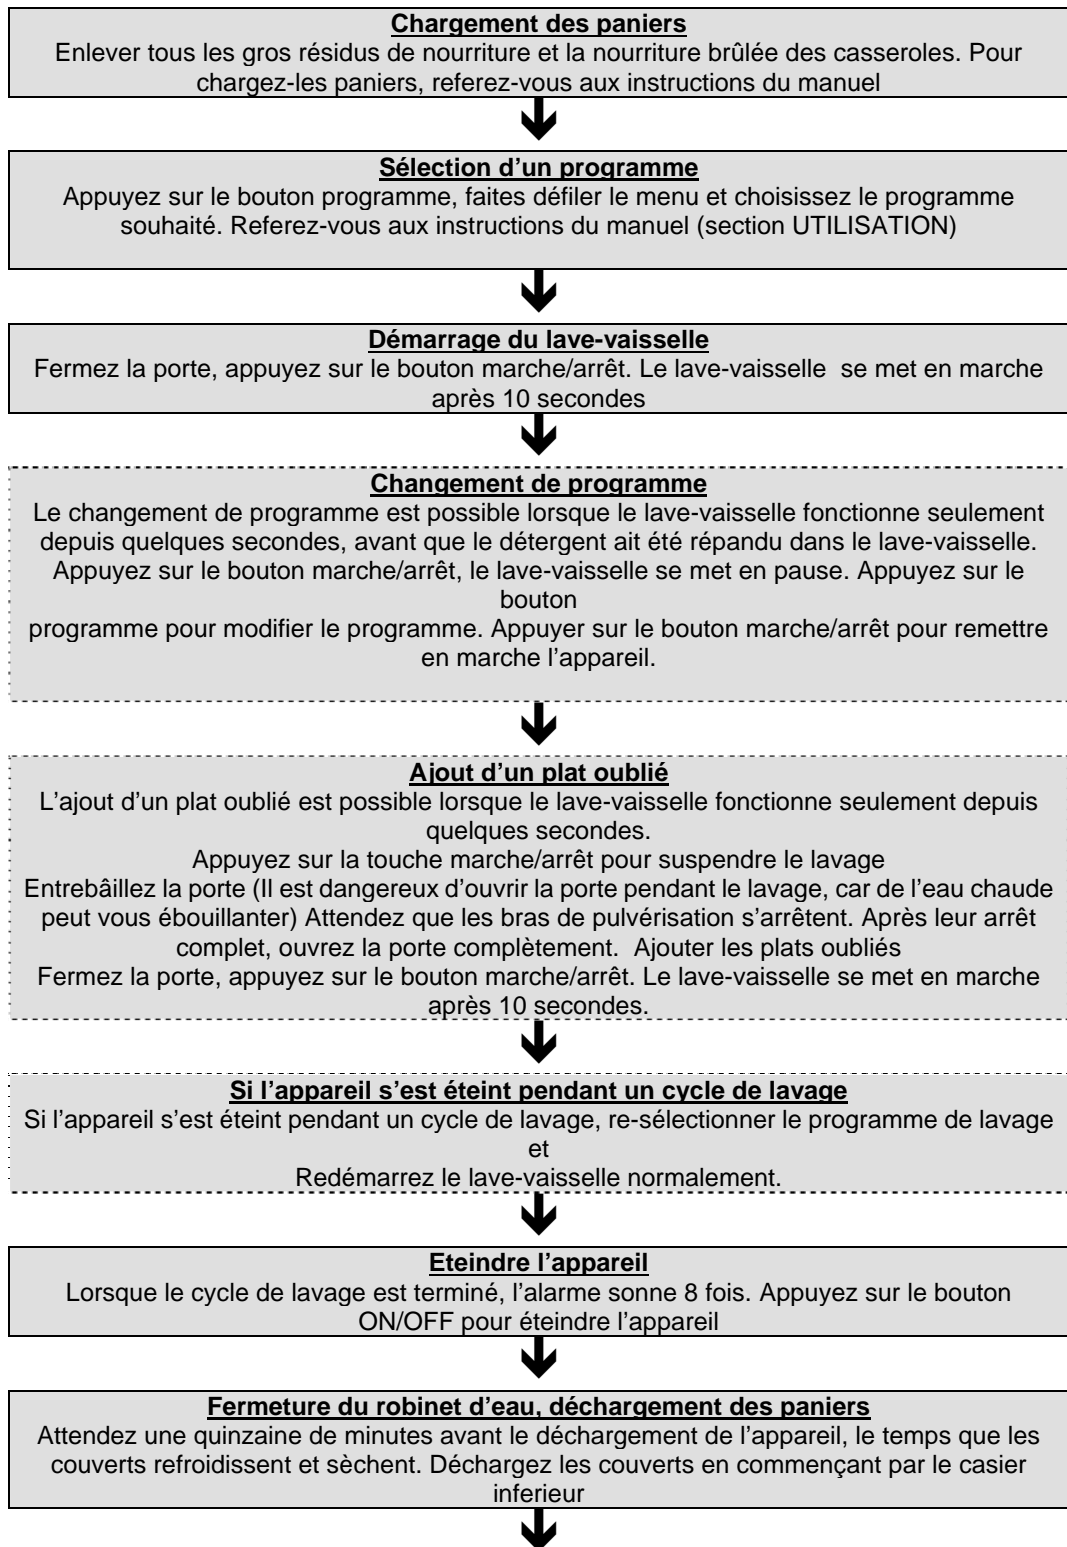 Chargement des paniers
Enlever tous les gros résidus de nourriture et la nourriture brûlée des casseroles. Pour
chargez-les paniers, referez-vous aux instructions du manuel
Sélection d’un programme
Appuyez sur le bouton programme, faites défiler le menu et choisissez le programme
souhaité. Referez-vous aux instructions du manuel (section UTILISATION)
Démarrage du lave-vaisselle
Fermez la porte, appuyez sur le bouton marche/arrêt. Le lave-vaisselle  se met en marche
après 10 secondes
Changement de programme
Le changement de programme est possible lorsque le lave-vaisselle fonctionne seulement
depuis quelques secondes, avant que le détergent ait été répandu dans le lave-vaisselle.
Appuyez sur le bouton marche/arrêt, le lave-vaisselle se met en pause. Appuyez sur le
bouton
programme pour modifier le programme. Appuyer sur le bouton marche/arrêt pour remettre
en marche l’appareil.
Ajout d’un plat oublié
L’ajout d’un plat oublié est possible lorsque le lave-vaisselle fonctionne seulement depuis
quelques secondes.
Appuyez sur la touche marche/arrêt pour suspendre le lavage
Entrebâillez la porte (Il est dangereux d’ouvrir la porte pendant le lavage, car de l’eau chaude
peut vous ébouillanter) Attendez que les bras de pulvérisation s’arrêtent. Après leur arrêt
complet, ouvrez la porte complètement.  Ajouter les plats oubliés
Fermez la porte, appuyez sur le bouton marche/arrêt. Le lave-vaisselle se met en marche
après 10 secondes.
Si l’appareil s’est éteint pendant un cycle de lavage
Si l’appareil s’est éteint pendant un cycle de lavage, re-sélectionner le programme de lavage
et
Redémarrez le lave-vaisselle normalement.
Eteindre l’appareil
Lorsque le cycle de lavage est terminé, l’alarme sonne 8 fois. Appuyez sur le bouton
ON/OFF pour éteindre l’appareil
Fermeture du robinet d’eau, déchargement des paniers
Attendez une quinzaine de minutes avant le déchargement de l’appareil, le temps que les
couverts refroidissent et sèchent. Déchargez les couverts en commençant par le casier
inferieur